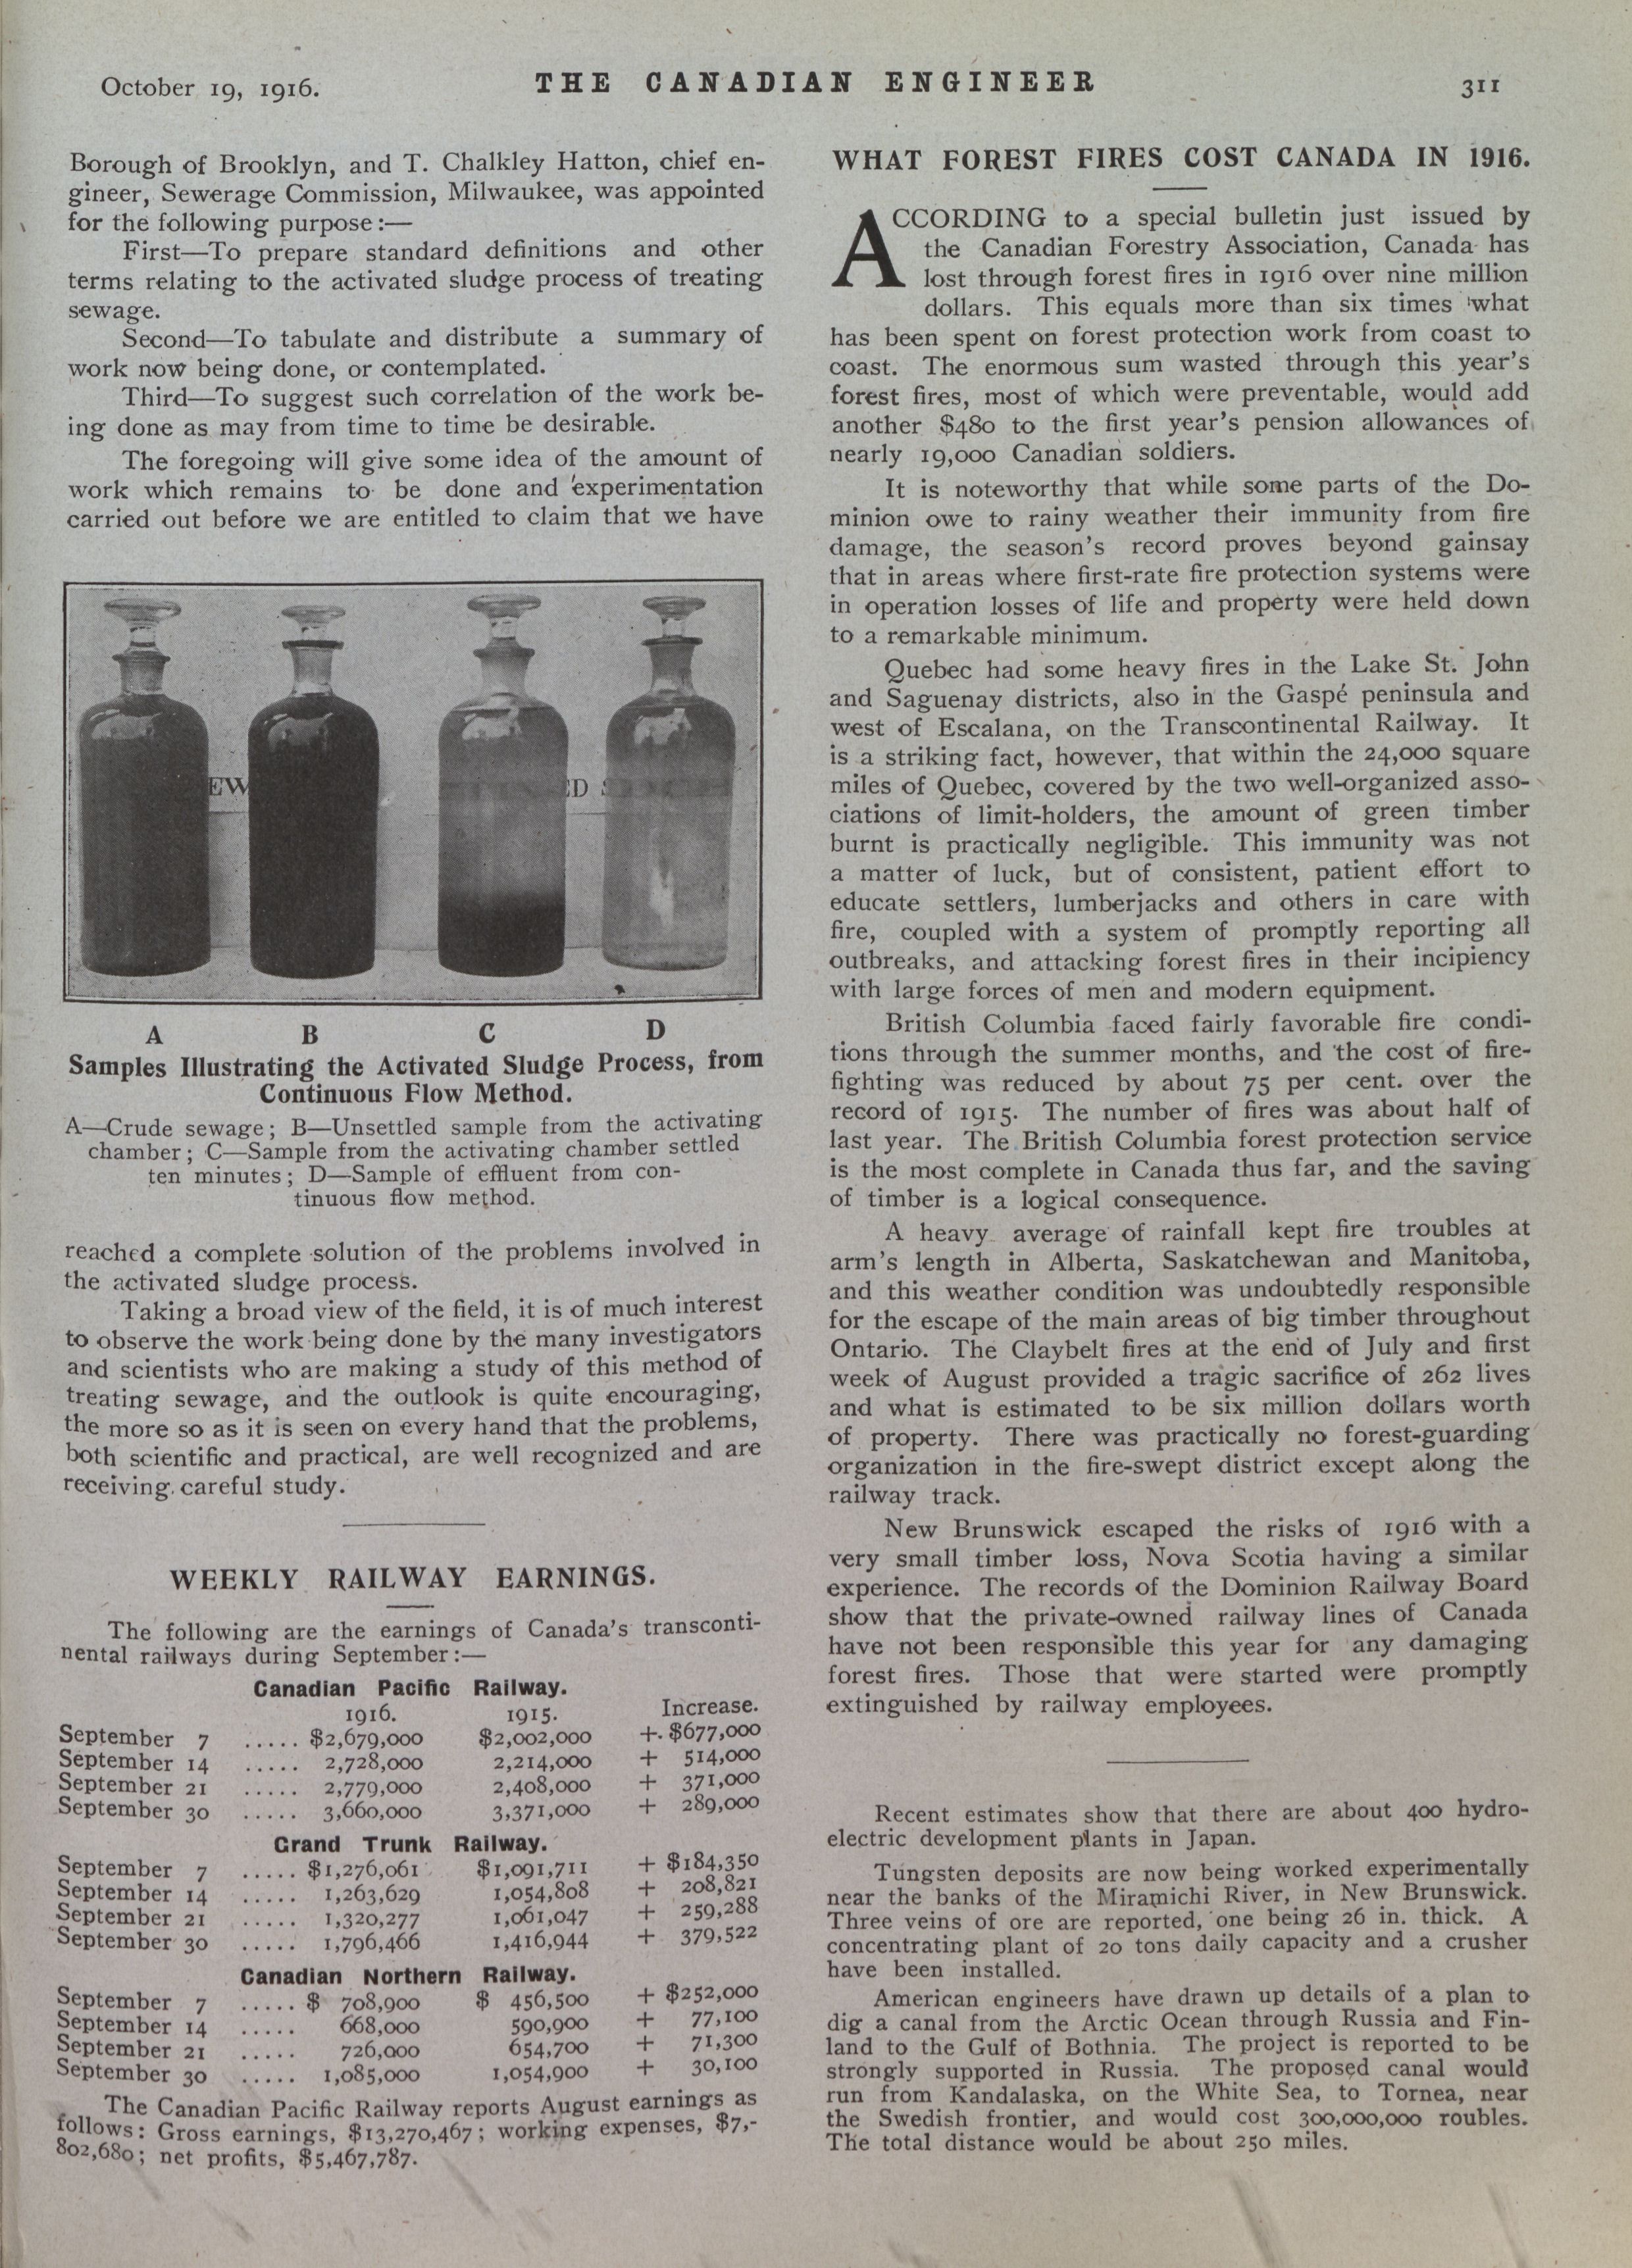 October 19, 1916.
THE CANADIAN ENGINEER
311
Borough of Brooklyn, and T. Chalkley Hatton, chief en-
gineer, Sewerage Commission, Milwaukee, was appointed
for the following purpose:—
First—To prepare standard definitions and other
terms relating to the activated sludge process of treating
sewage.
Second—To tabulate and distribute a summary of
work now being done, or contemplated.
Third—To suggest such correlation of the work be-
ing done as may from time to time be desirable.
The foregoing will give some idea of the amount of
work which remains to be done and experimentation
carried out before we are entitled to claim that we have
EW
ED S
A B C D
Samples Illustrating the Activated Sludge Process, from
Continuous Flow Method.
A—Crude sewage; B—Unsettled sample from the activating
chamber; C—Sample from the activating chamber settled
ten minutes; D—Sample of effluent from con-
tinuous flow method.
reached a complete solution of the problems involved in
the activated sludge process.
Taking a broad view of the field, it is of much interest
to observe the work being done by the many investigators
and scientists who are making a study of this method of
treating sewage, and the outlook is quite encouraging,
the more so as it is seen on every hand that the problems,
both scientific and practical, are well recognized and are
receiving careful study.
WEEKLY RAILWAY EARNINGS.
The following are the earnings of Canada's transconti-
nental railways during September:—
Canadian Pacific Railway.
1916. 1915. Increase.
September 7 ..... $2,679,000 $2,002,000 +. $677,000
September 14 ..... 2,728,000 2,214,000 + 514,000
September 21 ..... 2,779,000 2,408,000 + 371,000
September 30 ..... 3,660,000 3,371,000 + 289,000
Grand Trunk Railway.
September 7 ..... $1,276,061 $1,091,711 + $184,350
September 14 ..... 1,263,629 1,054,808 + 208,821
September 21 ..... 1,320,277 1,061,047 + 259,288
September 30 ..... 1,796,466 1,416,944 + 379,522
Canadian Northern Railway.
September 7 ..... $ 708,900 $ 456,500 + $252,000
September 14 ..... 668,000 590,900 + 77,100
September 21 ..... 726,000 654,700 + 71,300
September 30 ..... 1,085,000 1,054,900 + 30,100
The Canadian Pacific Railway reports August earnings as
follows: Gross earnings, $13,270,467; working expenses, $7,-
802,680; net profits, $5,467,787.
WHAT FOREST FIRES COST CANADA IN 1916.
ACCORDING to a special bulletin just issued by
the Canadian Forestry Association, Canada has
lost through forest fires in 1916 over nine million
dollars. This equals more than six times what
has been spent on forest protection work from coast to
coast. The enormous sum wasted through this year's
forest fires, most of which were preventable, would add
another $480 to the first year's pension allowances of
nearly 19,000 Canadian soldiers.
It is noteworthy that while some parts of the Do-
minion owe to rainy weather their immunity from fire
damage, the season's record proves beyond gainsay
that in areas where first-rate fire protection systems were
in operation losses of life and property were held down
to a remarkable minimum.
Quebec had some heavy fires in the Lake St. John
and Saguenay districts, also in the Gaspé peninsula and
west of Escalana, on the Transcontinental Railway. It
is a striking fact, however, that within the 24,000 square
miles of Quebec, covered by the two well-organized asso-
ciations of limit-holders, the amount of green timber
burnt is practically negligible. This immunity was not
a matter of luck, but of consistent, patient effort to
educate settlers, lumberjacks and others in care with
fire, coupled with a system of promptly reporting all
outbreaks, and attacking forest fires in their incipiency
with large forces of men and modern equipment.
British Columbia faced fairly favorable fire condi-
tions through the summer months, and the cost of fire-
fighting was reduced by about 75 per cent. over the
record of 1915. The number of fires was about half of
last year. The British Columbia forest protection service
is the most complete in Canada thus far, and the saving
of timber is a logical consequence.
A heavy average of rainfall kept fire troubles at
arm's length in Alberta, Saskatchewan and Manitoba,
and this weather condition was undoubtedly responsible
for the escape of the main areas of big timber throughout
Ontario. The Claybelt fires at the end of July and first
week of August provided a tragic sacrifice of 262 lives
and what is estimated to be six million dollars worth
of property. There was practically no forest-guarding
organization in the fire-swept district except along the
railway track.
New Brunswick escaped the risks of 1916 with a
very small timber loss, Nova Scotia having a similar
experience. The records of the Dominion Railway Board
show that the private-owned railway lines of Canada
have not been responsible this year for any damaging
forest fires. Those that were started were promptly
extinguished by railway employees.
Recent estimates show that there are about 400 hydro-
electric development plants in Japan.
Tungsten deposits are now being worked experimentally
near the banks of the Miramichi River, in New Brunswick.
Three veins of ore are reported, one being 26 in. thick. A
concentrating plant of 20 tons daily capacity and a crusher
have been installed.
American engineers have drawn up details of a plan to
dig a canal from the Arctic Ocean through Russia and Fin-
land to the Gulf of Bothnia. The project is reported to be
strongly supported in Russia. The proposed canal would
run from Kandalaska, on the White Sea, to Tornea, near
the Swedish frontier, and would cost 300,000,000 roubles.
The total distance would be about 250 miles.